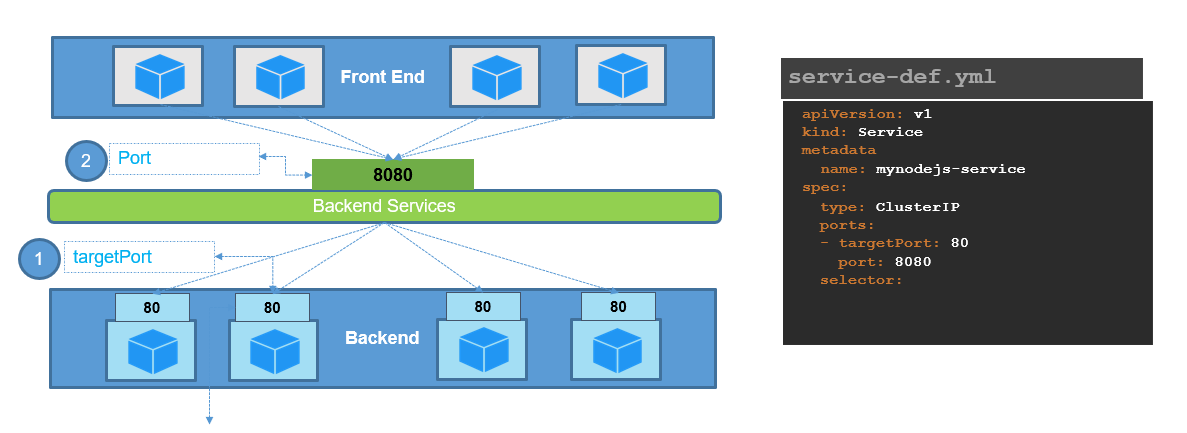 Front End
2
Port
8080
Backend Services
1
targetPort
80
80
80
80
Backend
service-def.yml
apiVersion: v1
kind: Service
metadata
name: mynodejs-service
spec:
type: ClusterIP
ports:
- targetPort: 80
port: 8080
selector: